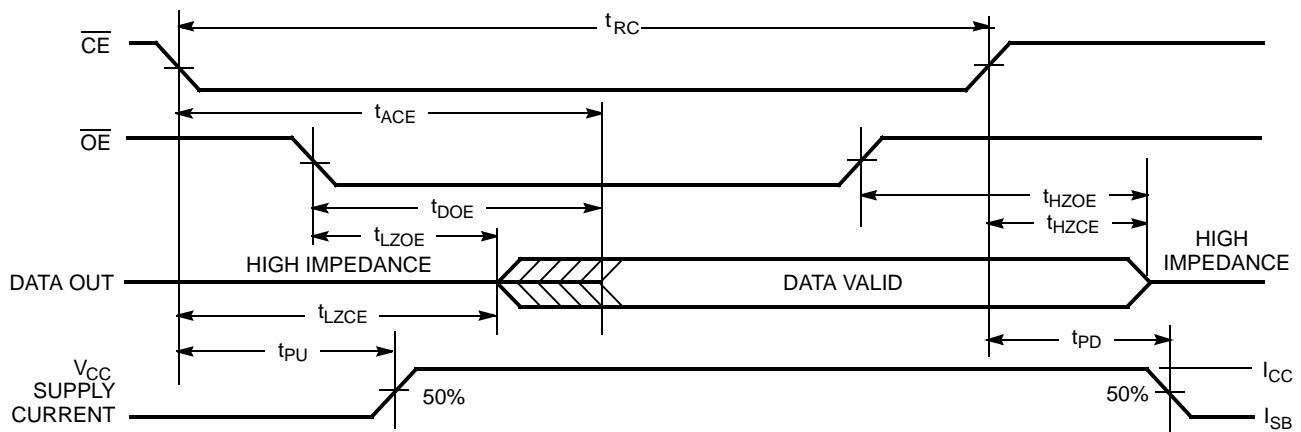 tRC
CE
tACE
OE
tDOE
tHZOE
tLZOE
tHZCE
HIGH IMPEDANCE
HIGH
IMPEDANCE
DATA OUT
DATA VALID
tLZCE
tPU
tPD
VCC
SUPPLY
CURRENT
50%
50%
ICC
ISB